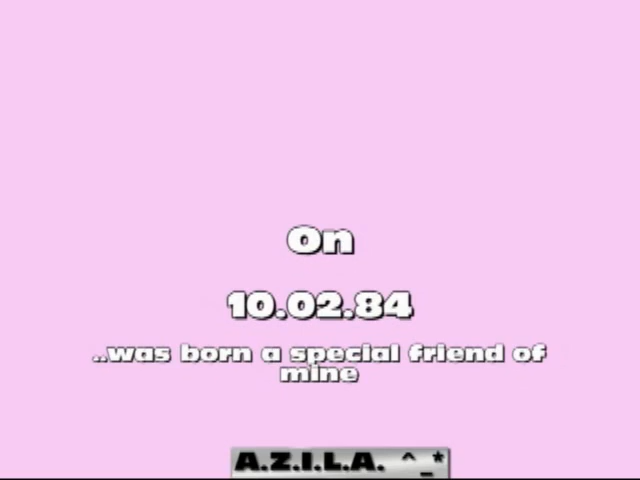 On
10.02.84
..was born a special friend of
mine
A.Z.I.L.A. ^_*